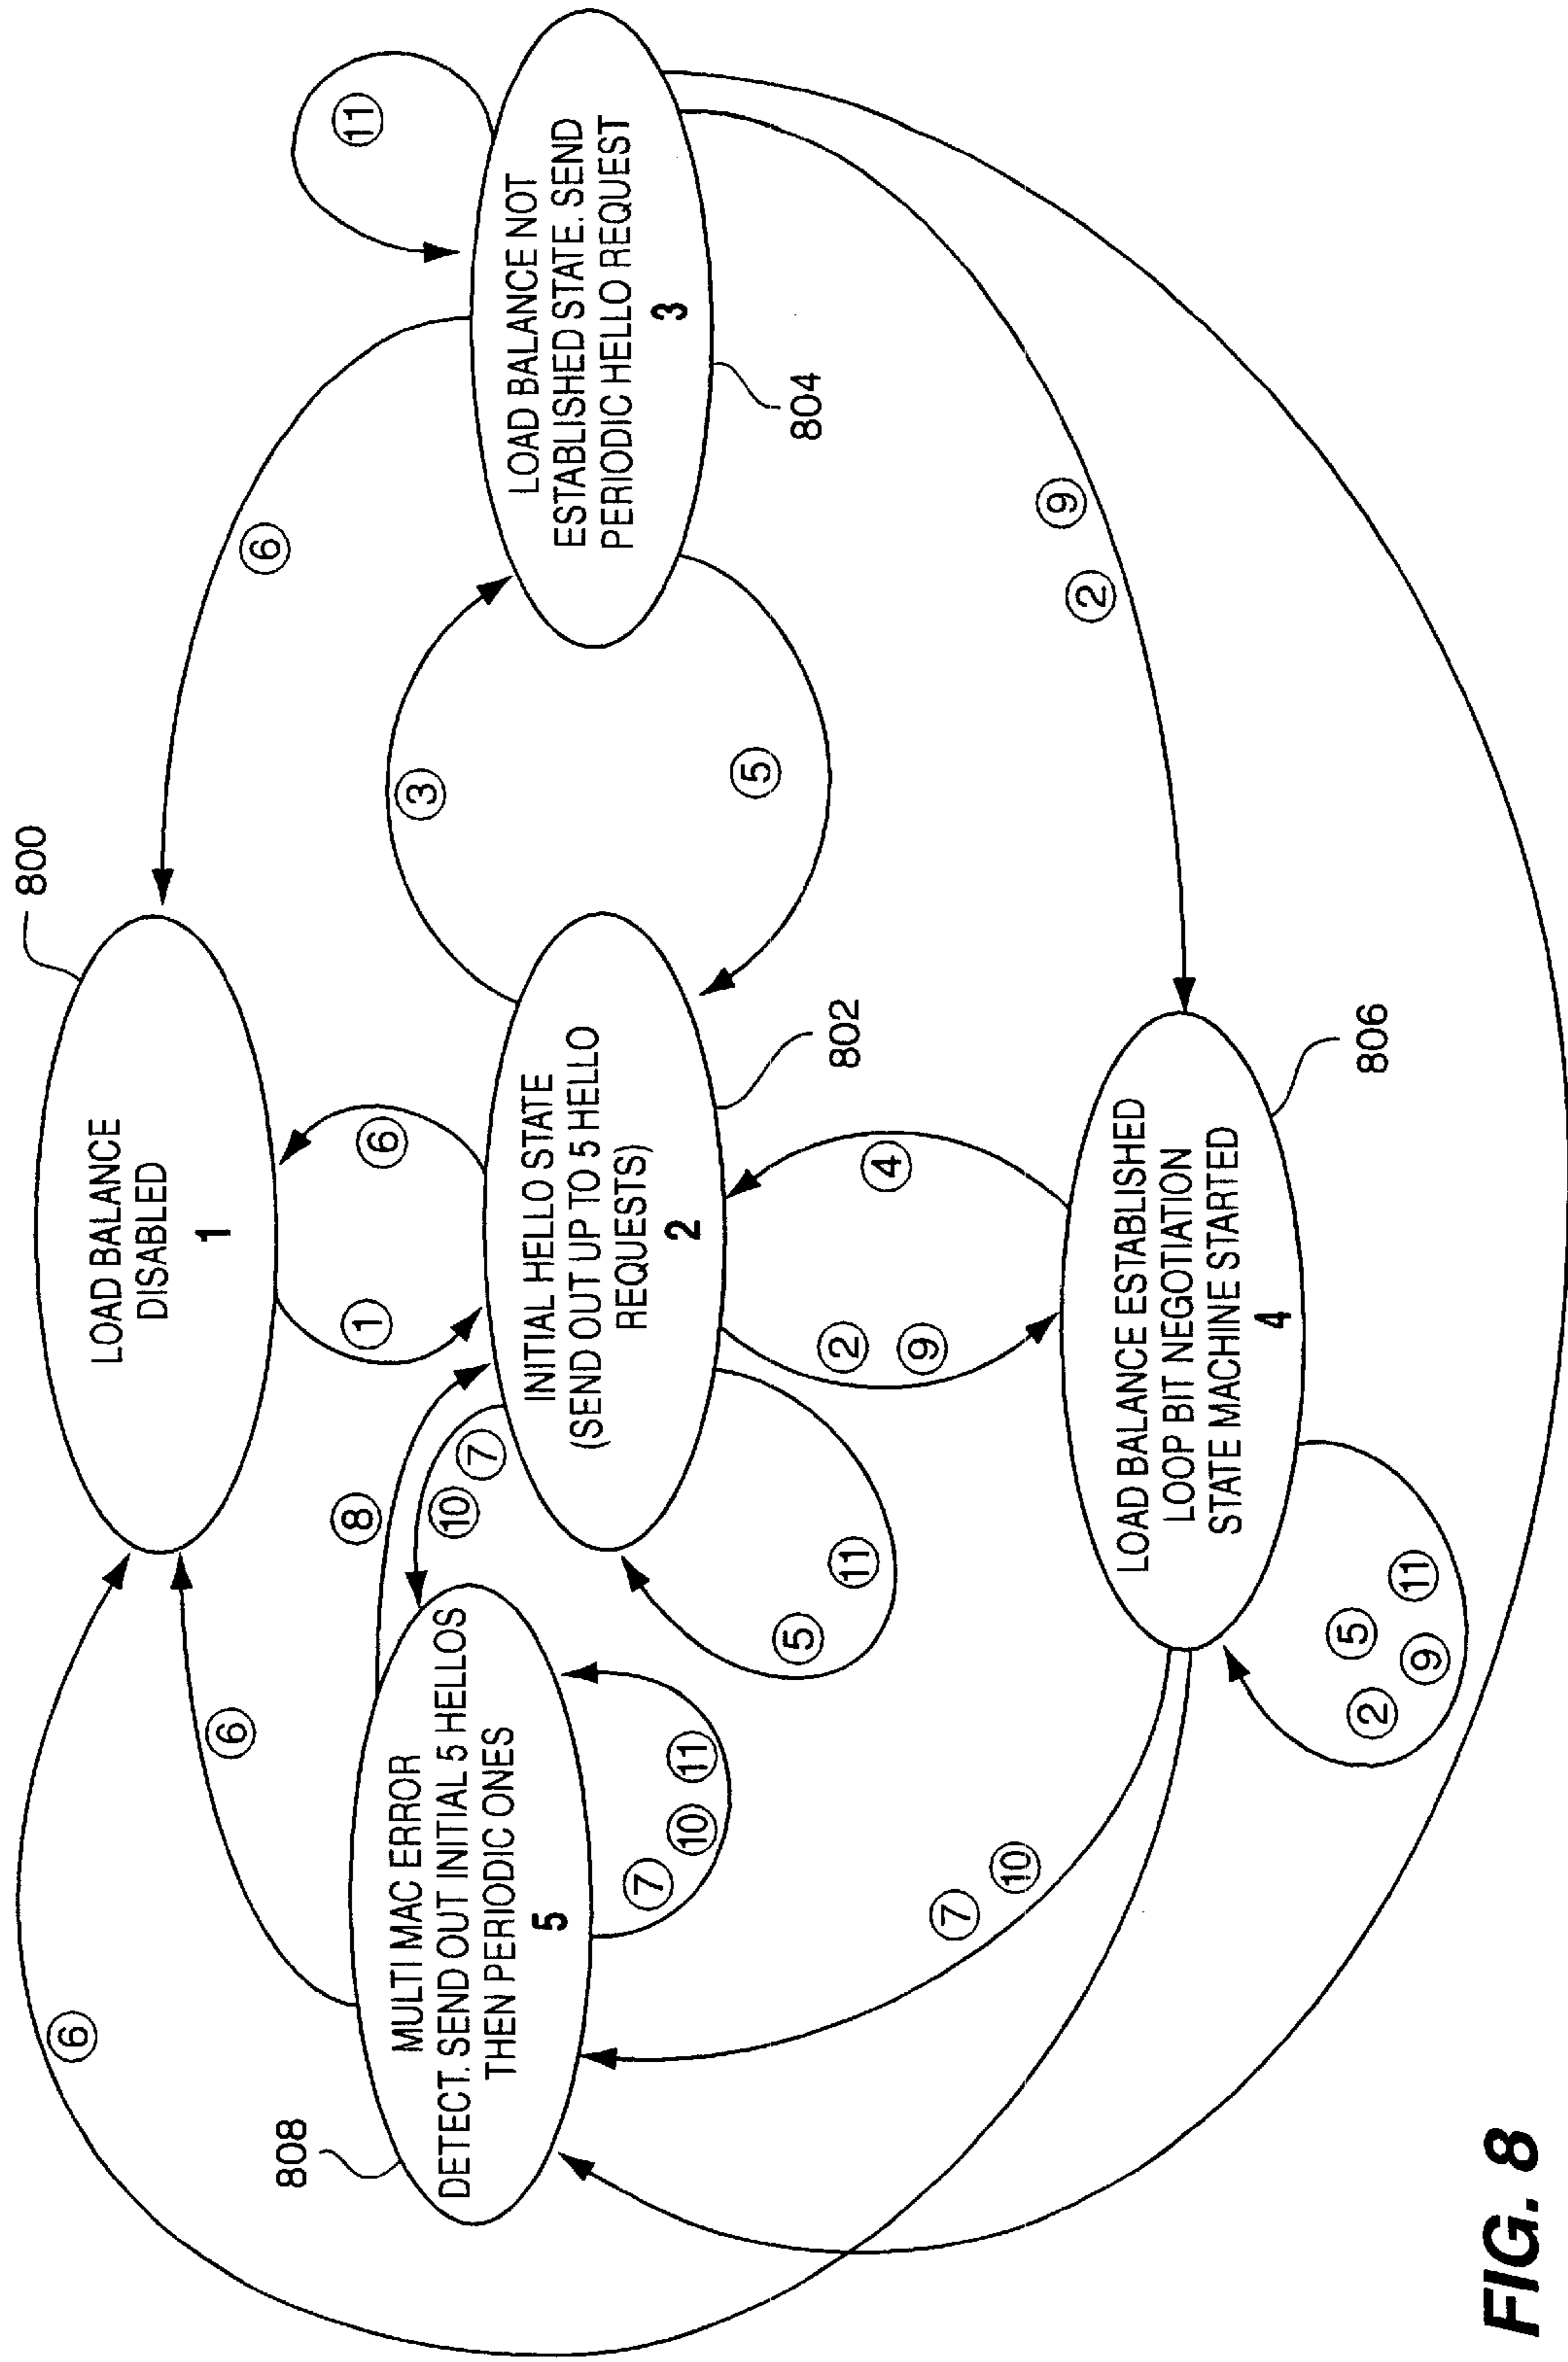 800
LOAD BALANCE
DISABLED
1
6
6
11
6
1
6
8
10
7
3
LOAD BALANCE NOT
ESTABLISHED STATE. SEND
PERIODIC HELLO REQUEST
3
804
808
MULTI MAC ERROR
DETECT. SEND OUT INITIAL 5 HELLOS
THEN PERIODIC ONES
5
INITIAL HELLO STATE
(SEND OUT UP TO 5 HELLO
REQUESTS)
2
802
5
7
10
11
5
11
2
9
4
9
2
7
10
LOAD BALANCE ESTABLISHED
LOOP BIT NEGOTIATION
STATE MACHINE STARTED
4
806
2
5
9
11
FIG. 8